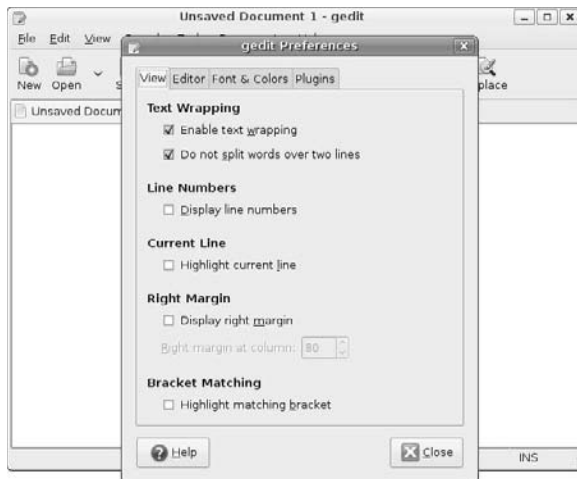 Unsaved Document 1 - gedit
File Edit View
gedit Preferences
New Open
place
Unsaved Docum
View Editor Font & Colors Plugins
Text Wrapping
Enable text wrapping
Do not split words over two lines
Line Numbers
Display line numbers
Current Line
Highlight current line
Right Margin
Display right margin
Right margin at column: 80
Bracket Matching
Highlight matching bracket
Help
Close
INS